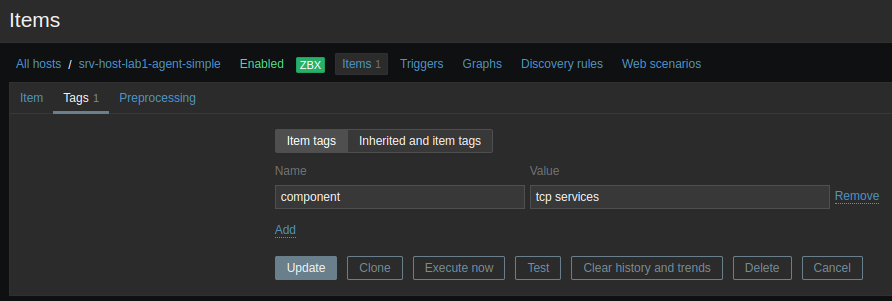 Items
All hosts / srv-host-lab1-agent-simple Enabled ZBX Items 1 Triggers Graphs Discovery rules Web scenarios
Item Tags 1 Preprocessing
Item tags Inherited and item tags
Name Value
component tcp services Remove
Add
Update Clone Execute now Test Clear history and trends Delete Cancel